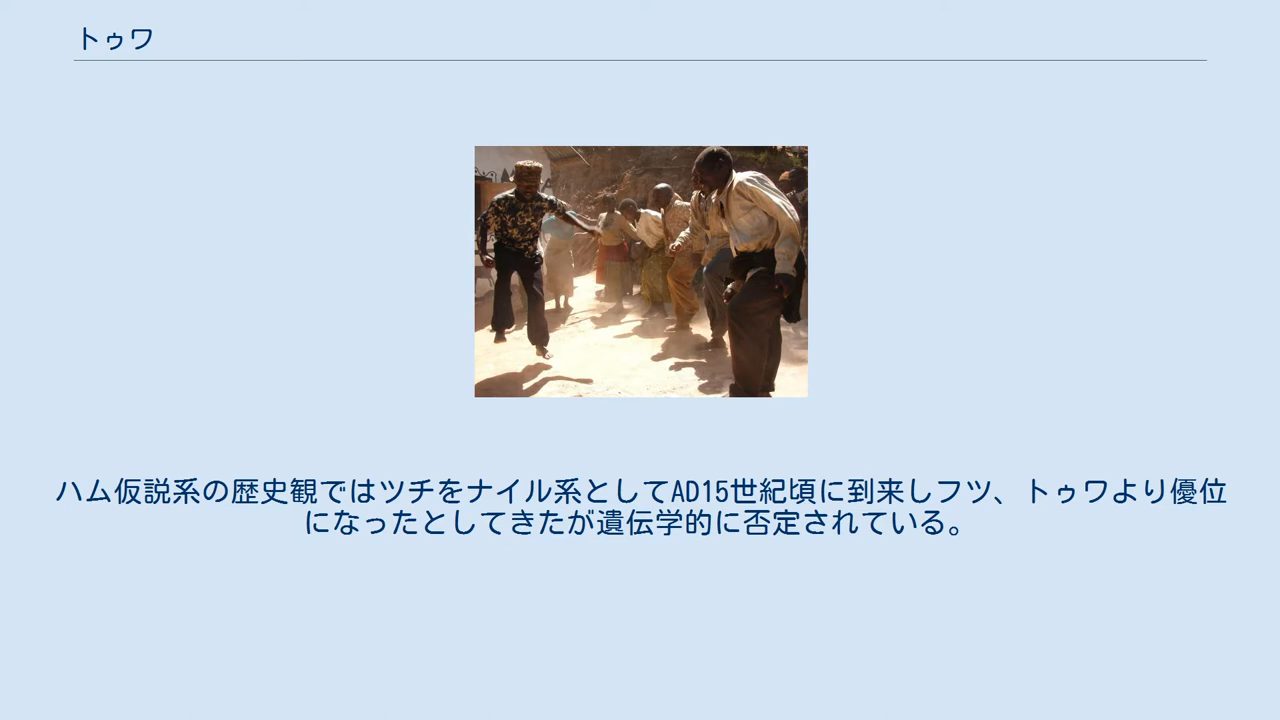 トゥワ
ハム仮説系の歴史観ではツチをナイル系としてAD15世紀頃に到来しフツ、トゥワより優位
になったとしてきたが遺伝学的に否定されている。